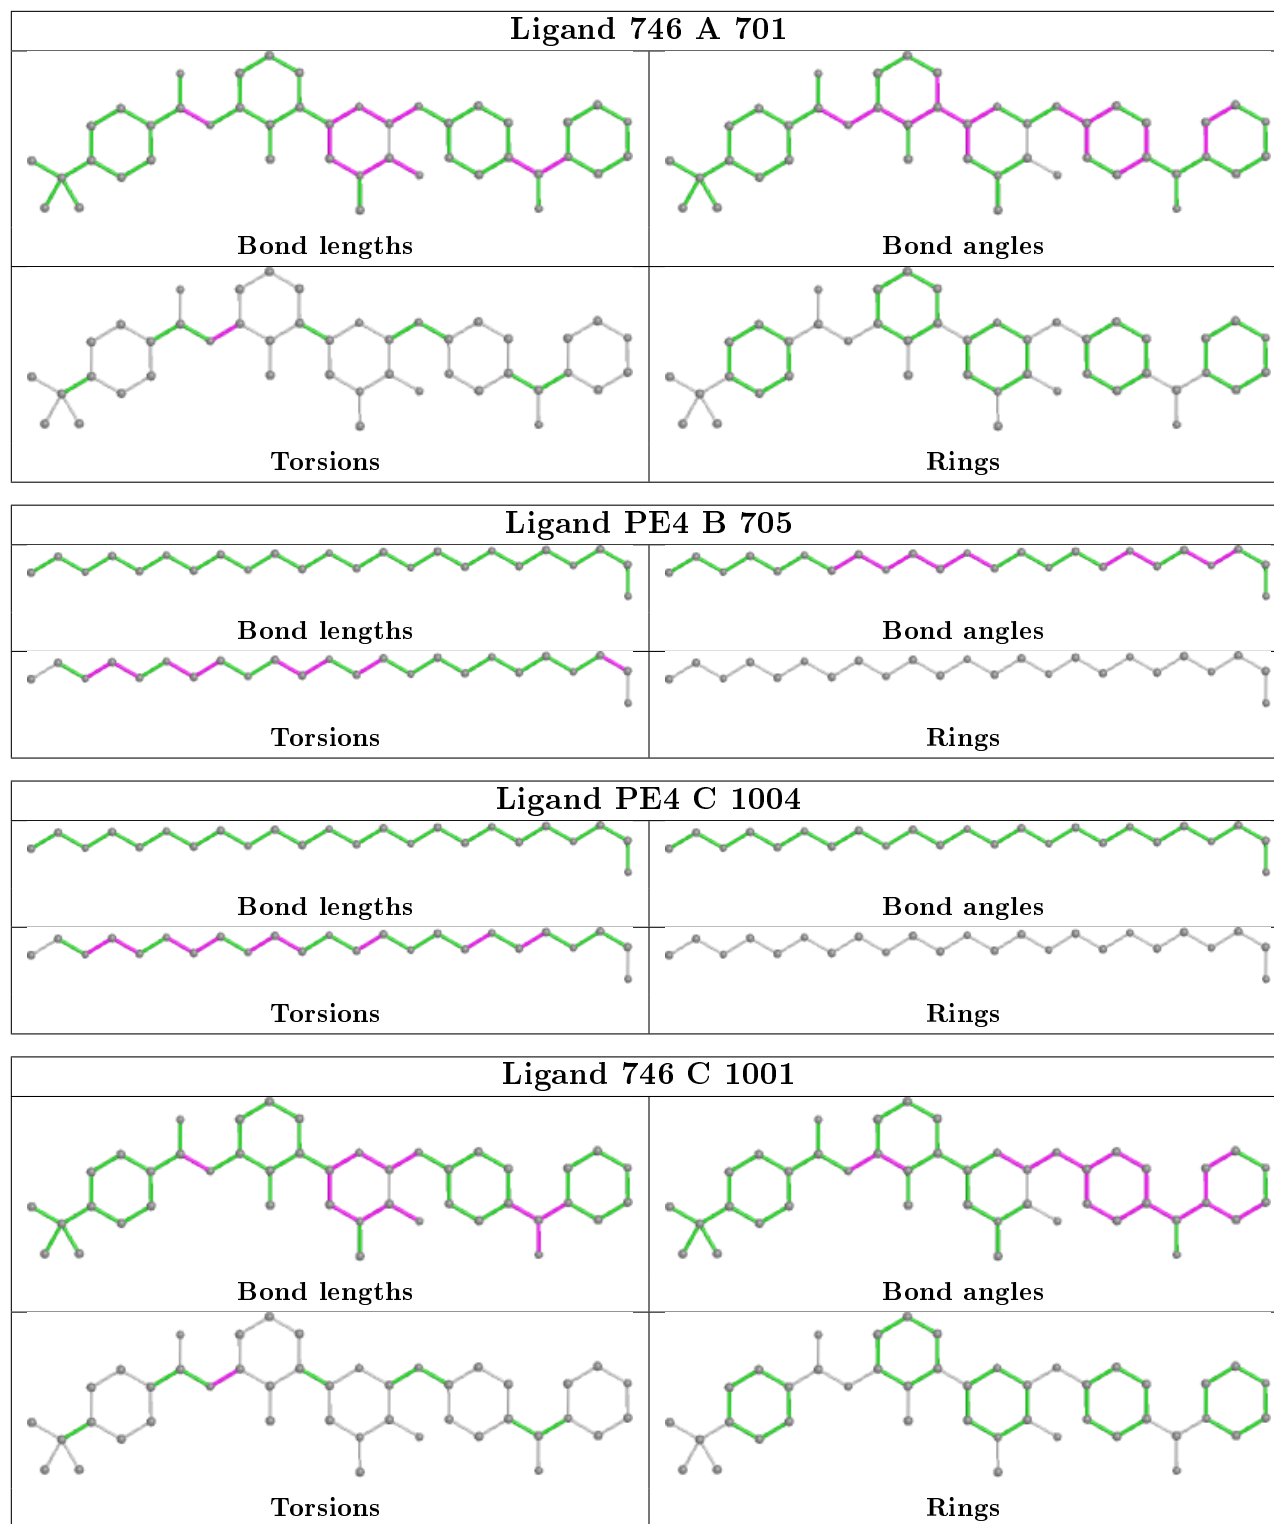 Ligand 746 A 701
Bond lengths
Bond angles
Torsions
Rings
Ligand PE4 B 705
Bond lengths
Bond angles
Torsions
Rings
Ligand PE4 C 1004
Bond lengths
Bond angles
Torsions
Rings
Ligand 746 C 1001
Bond lengths
Bond angles
Torsions
Rings